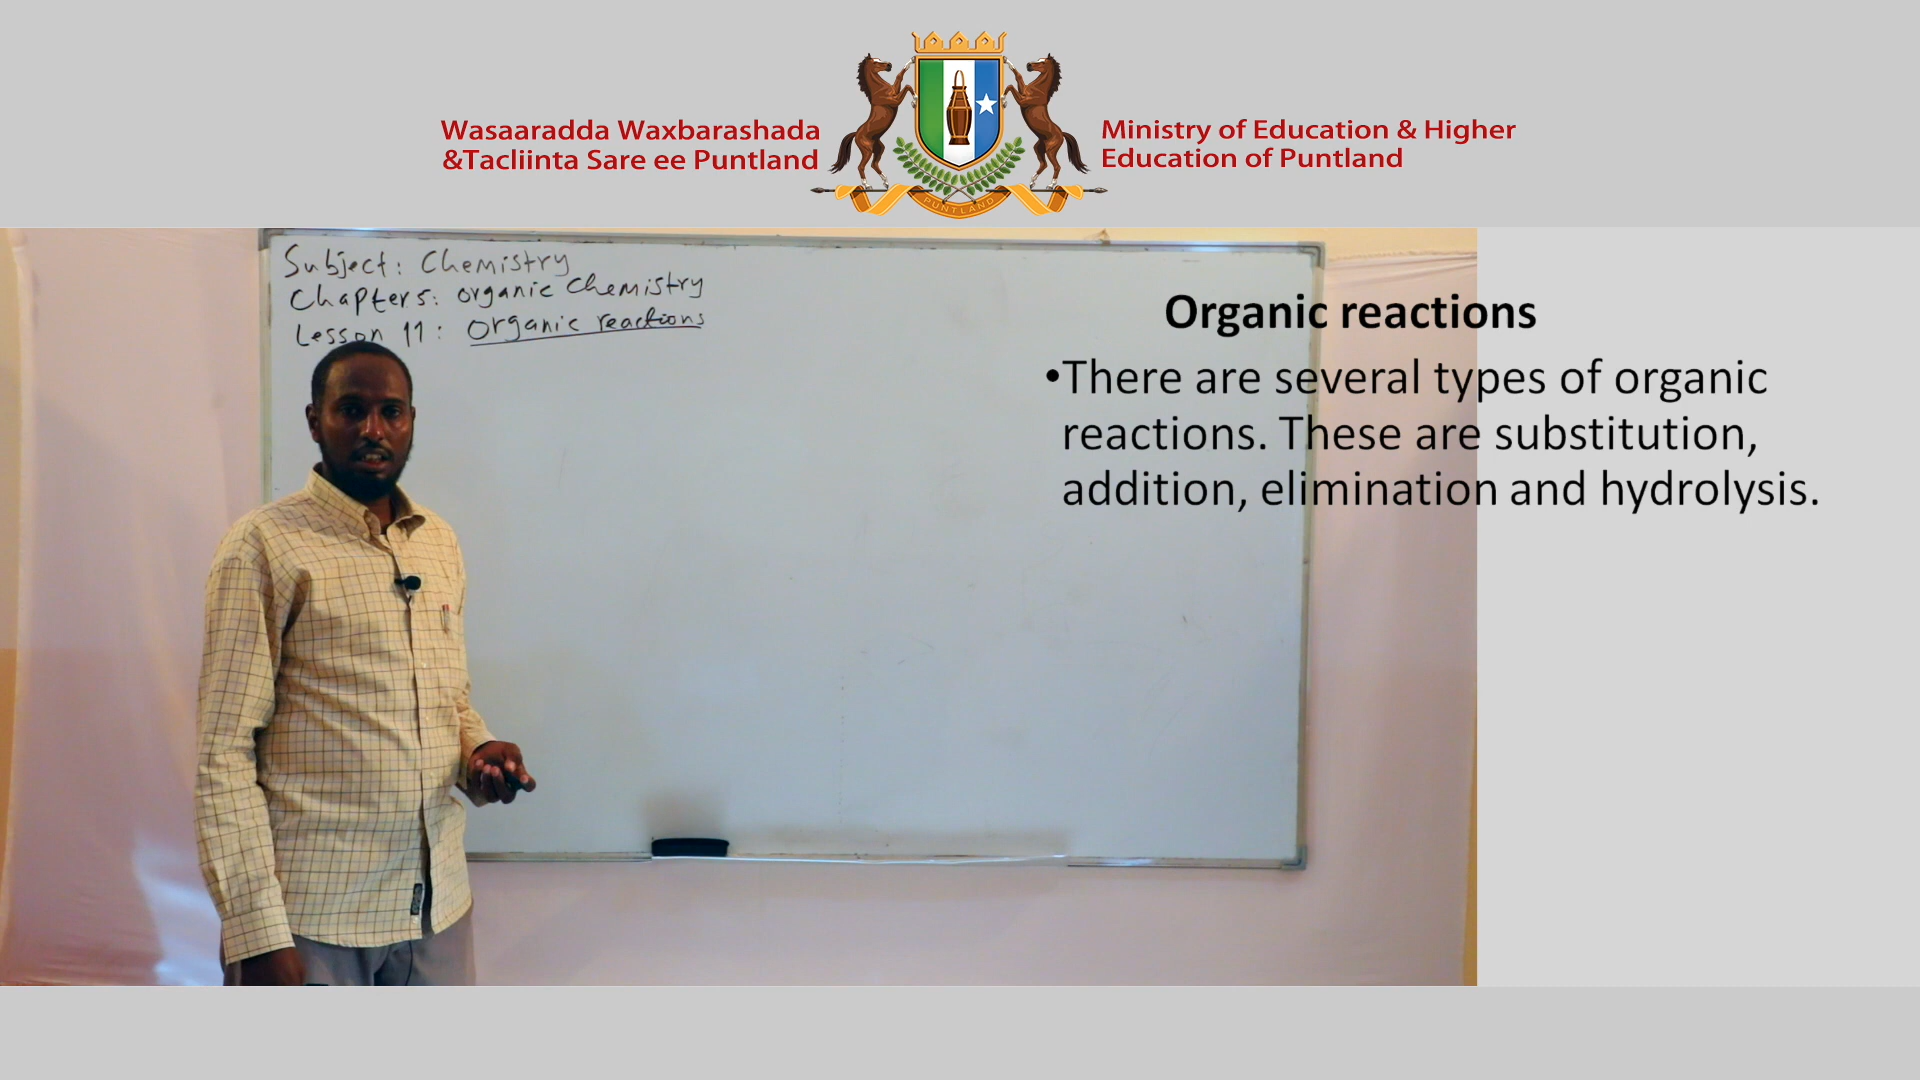 Wasaaradda Waxbarashada
&Tacliinta Sare ee Puntland
Ministry of Education & Higher
Education of Puntland
PUNTLAND
Subject: Chemistry
Chapter 5: organic chemistry
Lesson 11: organic reactions
Organic reactions
•There are several types of organic
reactions. These are substitution,
addition, elimination and hydrolysis.